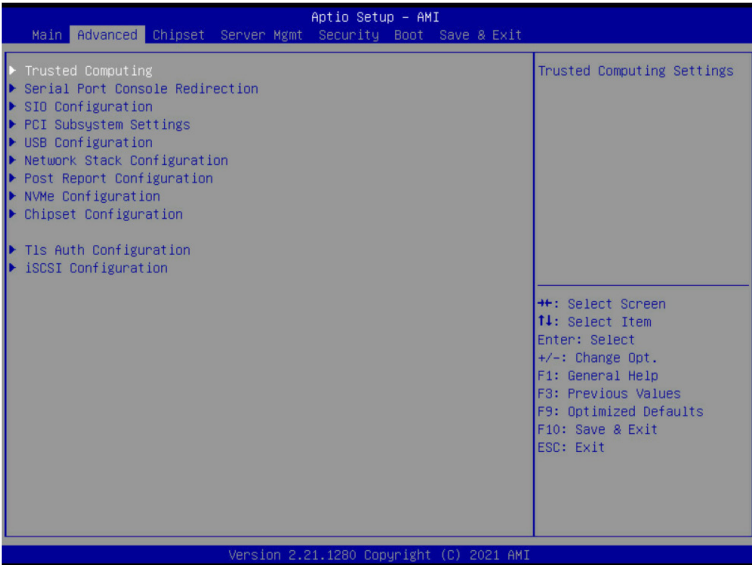 Aptio Setup – AMI
Main Advanced Chipset Server Mgmt Security Boot Save & Exit
▶ Trusted Computing
▶ Serial Port Console Redirection
▶ SIO Configuration
▶ PCI Subsystem Settings
▶ USB Configuration
▶ Network Stack Configuration
▶ Post Report Configuration
▶ NVMe Configuration
▶ Chipset Configuration
▶ Tls Auth Configuration
▶ iSCSI Configuration
Trusted Computing Settings
→←: Select Screen
↑↓: Select Item
Enter: Select
+/-: Change Opt.
F1: General Help
F3: Previous Values
F9: Optimized Defaults
F10: Save & Exit
ESC: Exit
Version 2.21.1280 Copyright (C) 2021 AMI